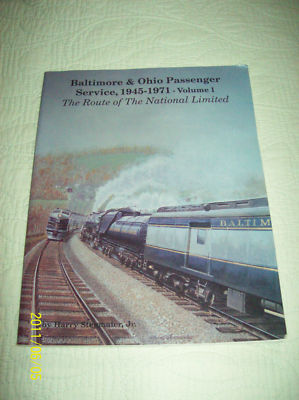 Baltimore & Ohio Passenger
Service, 1945-1971 - Volume 1
The Route of The National Limited
BALTIM
by Harry Stegmaier, Jr.
2011/06/05